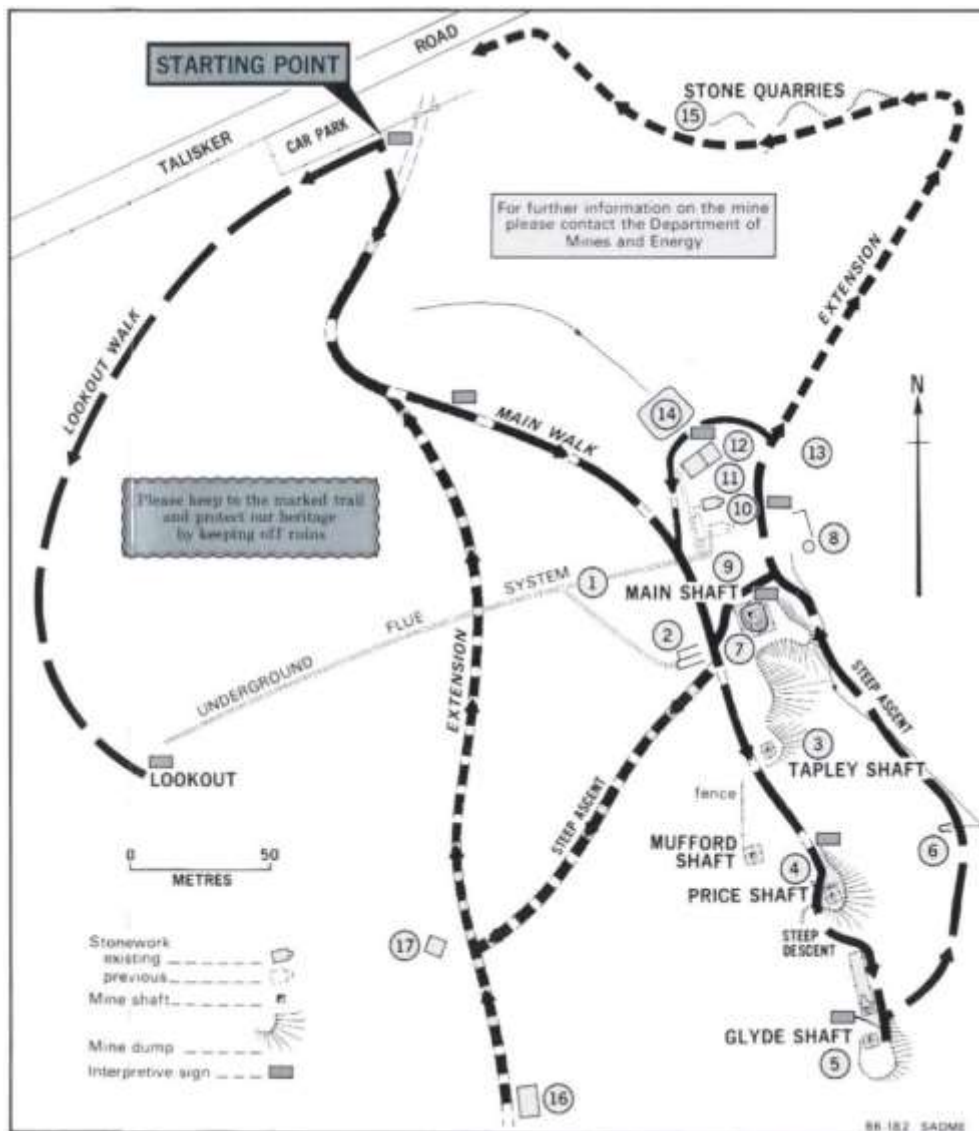 STARTING POINT
TALISKER ROAD
CAR PARK
STONE QUARRIES
15
For further information on the mine
please contact the Department of
Mines and Energy
EXTENSION
LOOKOUT WALK
N
14
MAIN WALK
12
13
11
Please keep to the marked trail
and protect our heritage
by keeping off ruins
10
8
9
UNDERGROUND FLUE SYSTEM
1
MAIN SHAFT
2
7
EXTENSION
STEEP ASCENT
3
TAPLEY SHAFT
LOOKOUT
fence
STEEP ASCENT
MUFFORD
SHAFT
6
0 50
METRES
4
PRICE SHAFT
STEEP
DESCENT
17
Stonework
existing
previous
Mine shaft
Mine dump
Interpretive sign
GLYDE SHAFT
5
16
86-182 SADME